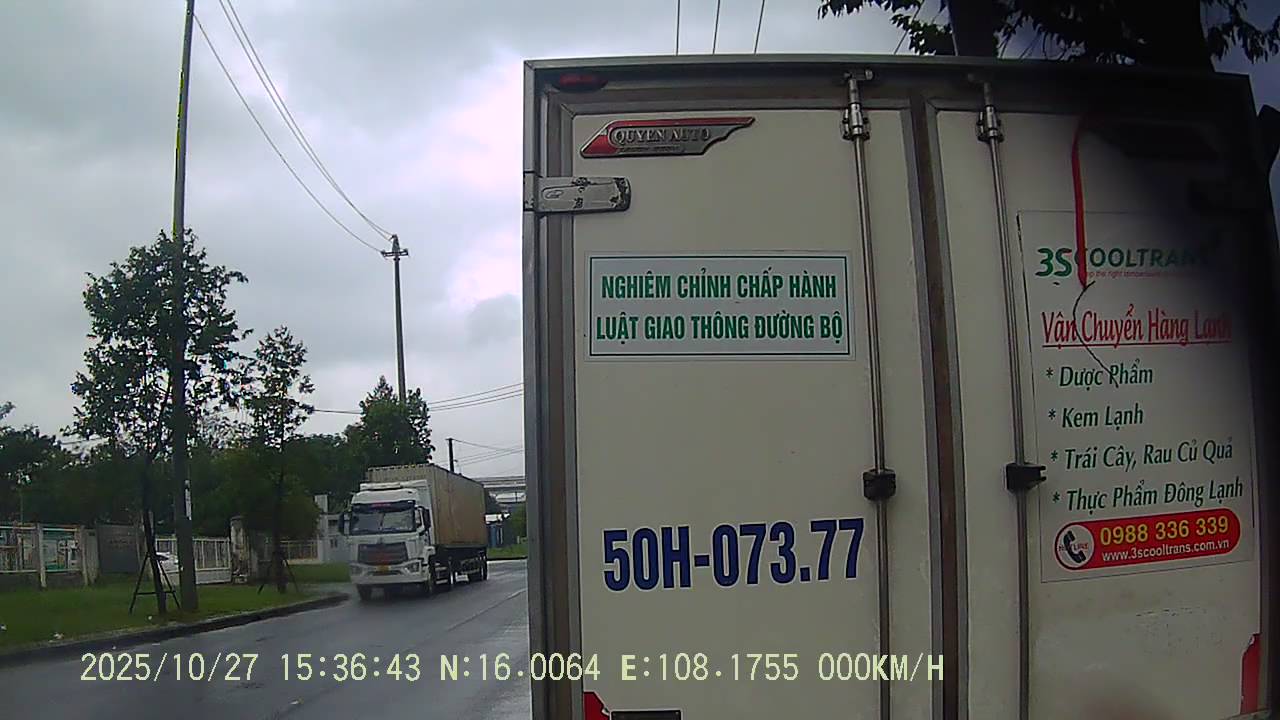 QUYEN AUTO
NGHIÊM CHỈNH CHẤP HÀNH
LUẬT GIAO THÔNG ĐƯỜNG BỘ
50H-073.77
3S COOLTRANS
Vận Chuyển Hàng Lạnh
* Dược Phẩm
* Kem Lạnh
* Trái Cây, Rau Củ Quả
* Thực Phẩm Đông Lạnh
0988 336 339
www.3scooltrans.com.vn
2025/10/27 15:36:43 N:16.0064 E:108.1755 000KM/H